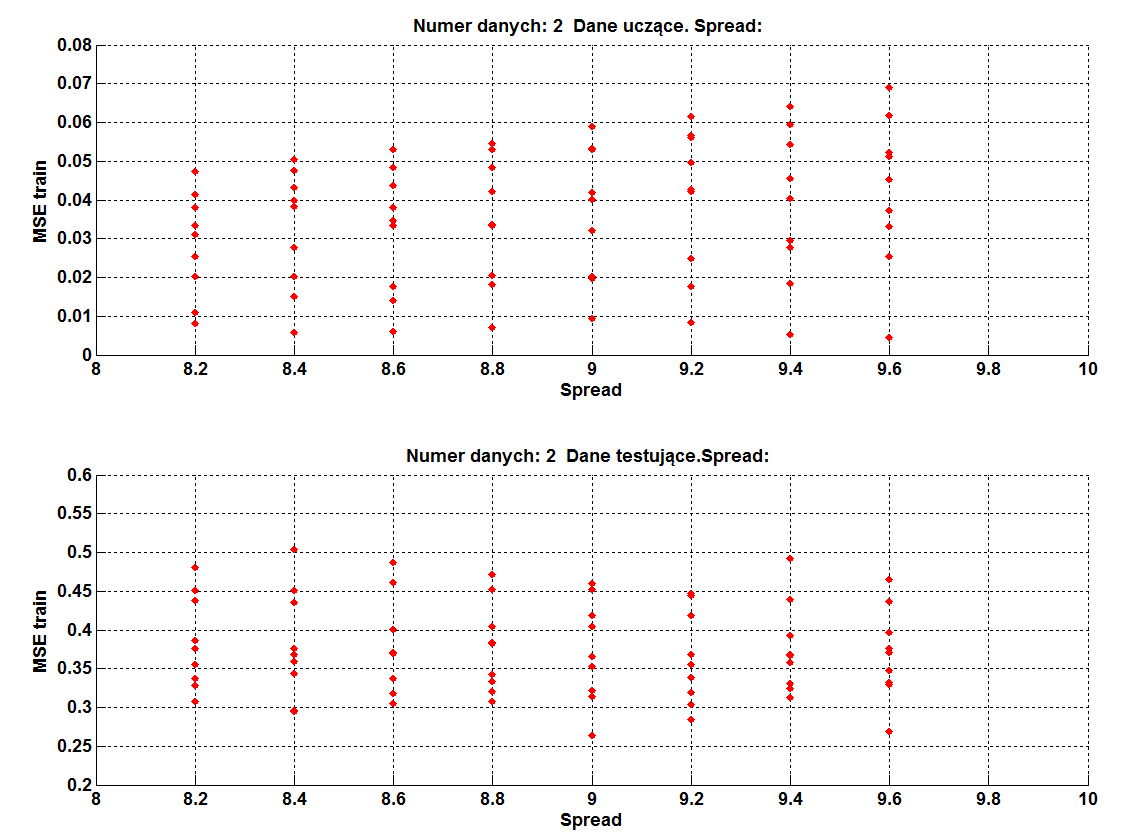 Numer danych: 2  Dane uczące. Spread:
0.08
0.07
0.06
0.05
0.04
0.03
0.02
0.01
0
MSE train
8 8.2 8.4 8.6 8.8 9 9.2 9.4 9.6 9.8 10
Spread
Numer danych: 2  Dane testujące.Spread:
0.6
0.55
0.5
0.45
0.4
0.35
0.3
0.25
0.2
MSE train
8 8.2 8.4 8.6 8.8 9 9.2 9.4 9.6 9.8 10
Spread